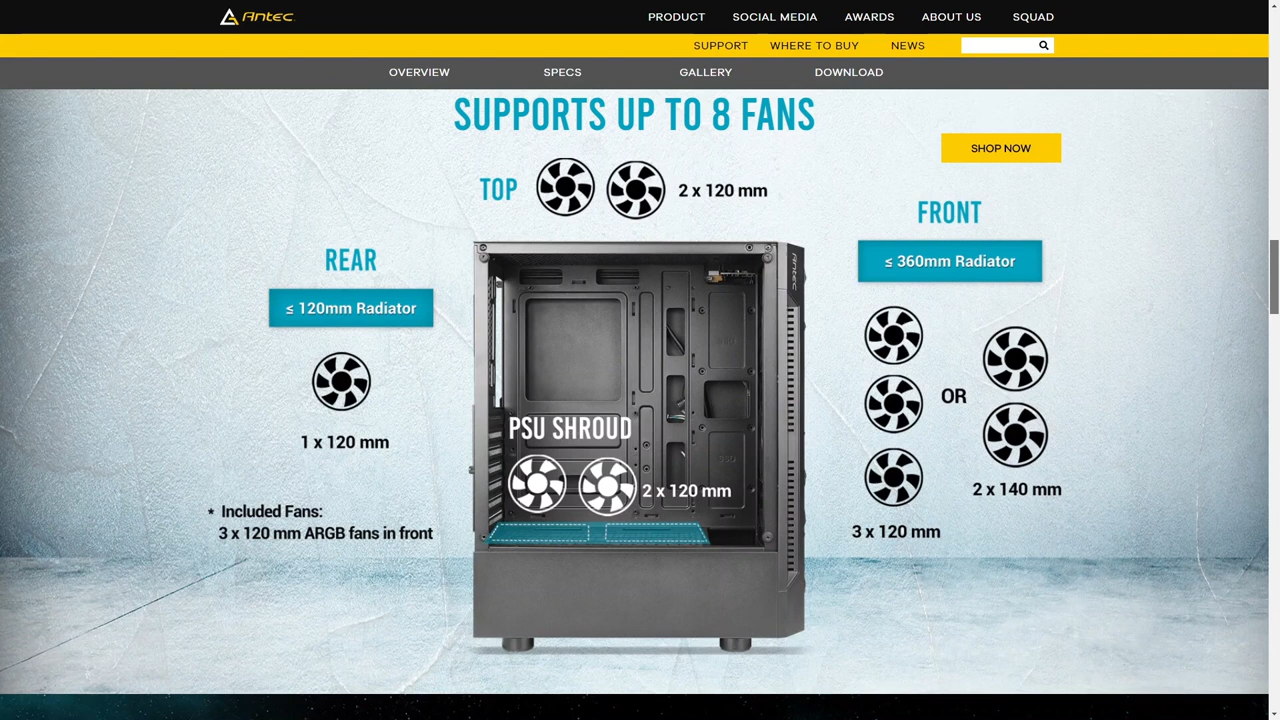 Antec
PRODUCT SOCIAL MEDIA AWARDS ABOUT US SQUAD
SUPPORT WHERE TO BUY NEWS
OVERVIEW SPECS GALLERY DOWNLOAD
SUPPORTS UP TO 8 FANS
SHOP NOW
TOP 2 x 120 mm
FRONT
≤ 360mm Radiator
REAR
≤ 120mm Radiator
1 x 120 mm
OR
2 x 140 mm
3 x 120 mm
Antec
SSD
PSU SHROUD
SSD
2 x 120 mm
* Included Fans:
3 x 120 mm ARGB fans in front